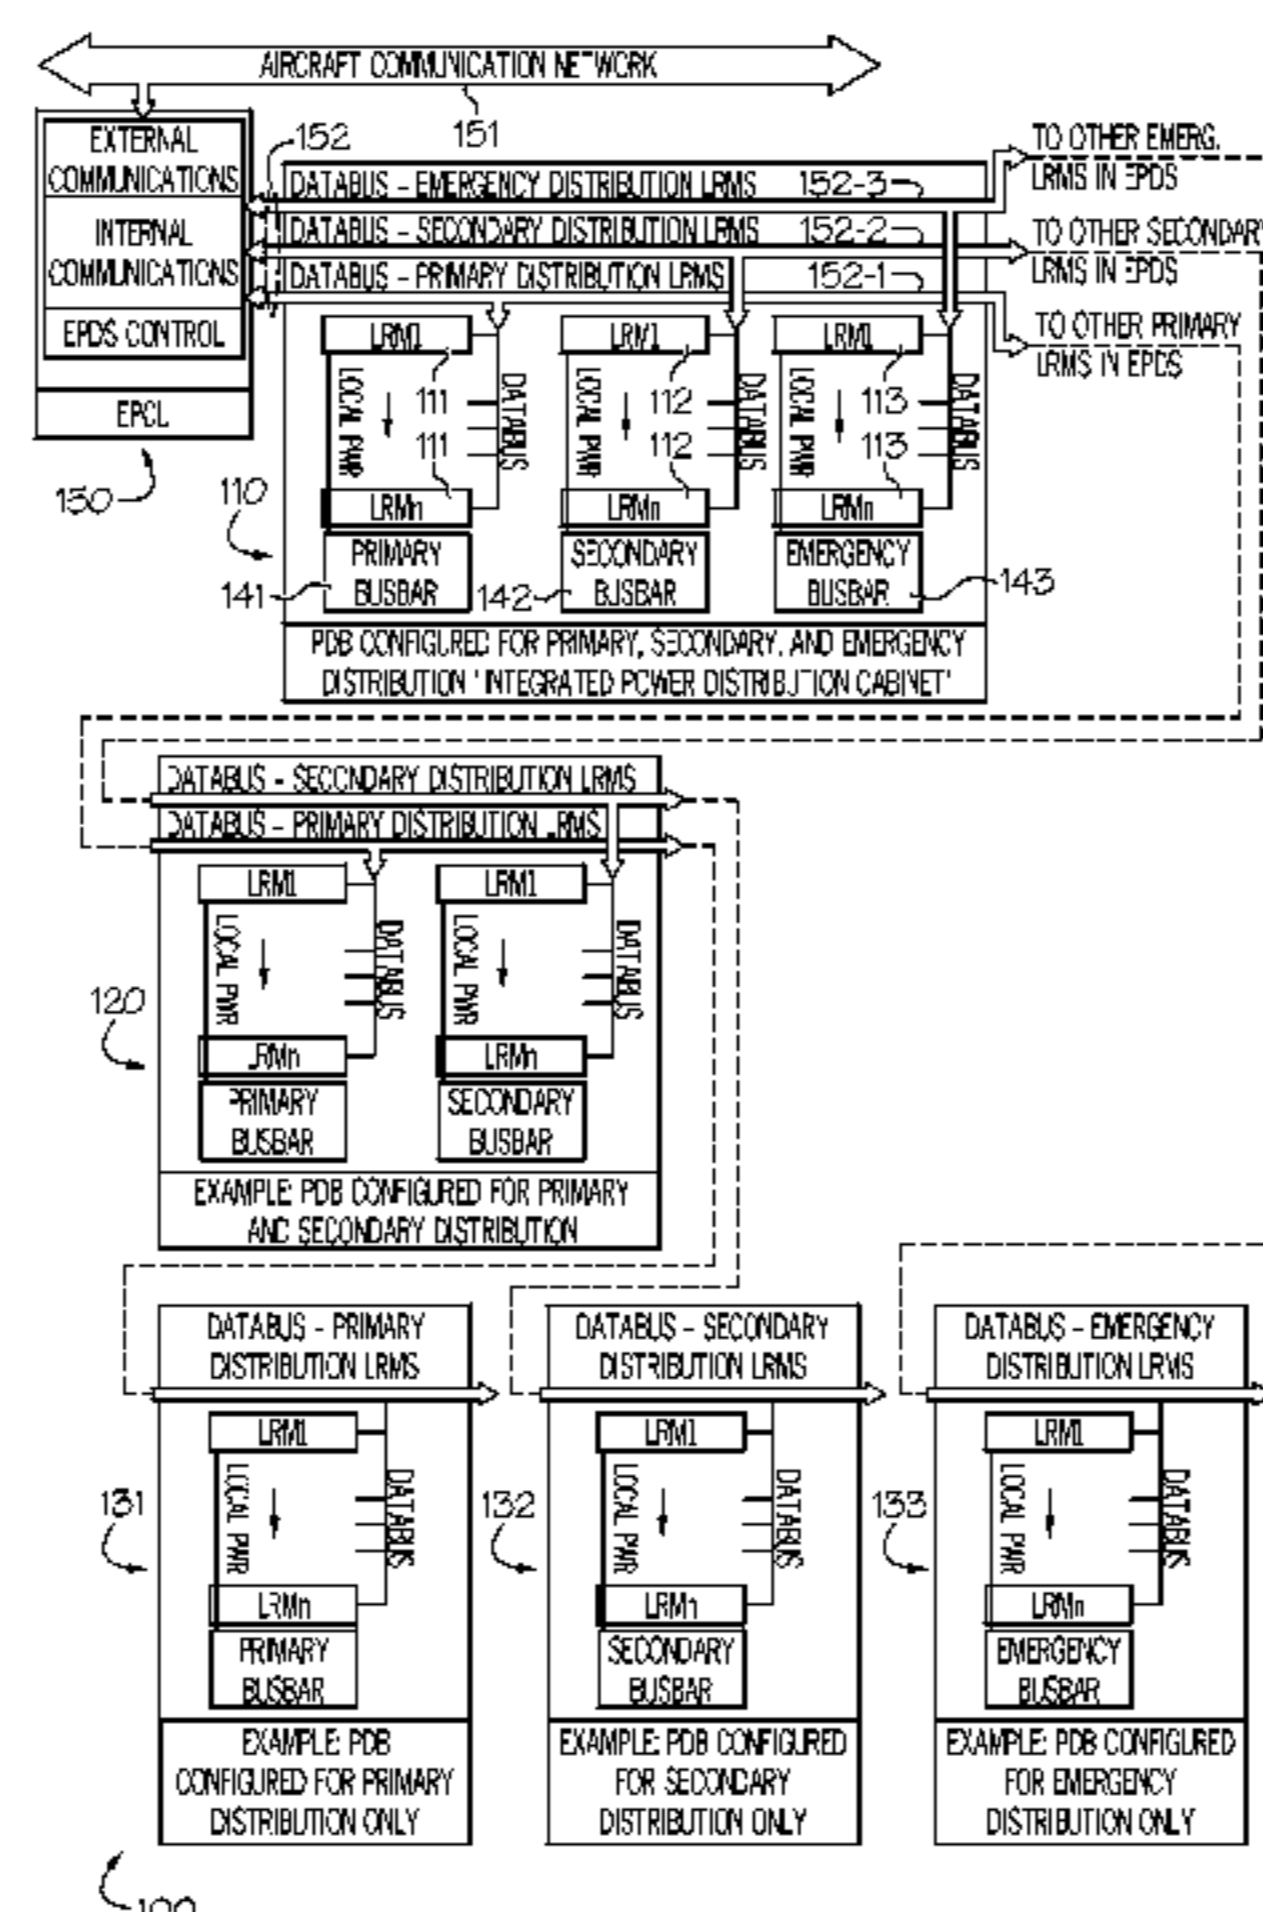 AIRCRAFT COMMUNICATION NETWORK
151
EXTERNAL
COMMUNICATIONS
INTERNAL
COMMUNICATIONS
EPDS CONTROL
EPCL
150
152
DATABUS - EMERGENCY DISTRIBUTION LRMS 152-3
DATABUS - SECONDARY DISTRIBUTION LRMS 152-2
DATABUS - PRIMARY DISTRIBUTION LRMS 152-1
TO OTHER EMERG.
LRMS IN EPDS
TO OTHER SECONDARY
LRMS IN EPDS
TO OTHER PRIMARY
LRMS IN EPDS
110
LRM1
LOCAL PWR
111
111
DATABUS
LRMn
PRIMARY
BUSBAR
141
LRM1
LOCAL PWR
112
112
DATABUS
LRMn
SECONDARY
BUSBAR
142
LRM1
LOCAL PWR
113
113
DATABUS
LRMn
EMERGENCY
BUSBAR
143
PDB CONFIGURED FOR PRIMARY, SECONDARY, AND EMERGENCY
DISTRIBUTION "INTEGRATED POWER DISTRIBUTION CABINET"
DATABUS - SECONDARY DISTRIBUTION LRMS
DATABUS - PRIMARY DISTRIBUTION LRMS
120
LRM1
LOCAL PWR
DATABUS
LRMn
PRIMARY
BUSBAR
LRM1
LOCAL PWR
DATABUS
LRMn
SECONDARY
BUSBAR
EXAMPLE: PDB CONFIGURED FOR PRIMARY
AND SECONDARY DISTRIBUTION
DATABUS - PRIMARY
DISTRIBUTION LRMS
131
LRM1
LOCAL PWR
DATABUS
LRMn
PRIMARY
BUSBAR
EXAMPLE: PDB
CONFIGURED FOR PRIMARY
DISTRIBUTION ONLY
DATABUS - SECONDARY
DISTRIBUTION LRMS
132
LRM1
LOCAL PWR
DATABUS
LRMn
SECONDARY
BUSBAR
EXAMPLE: PDB CONFIGURED
FOR SECONDARY
DISTRIBUTION ONLY
DATABUS - EMERGENCY
DISTRIBUTION LRMS
133
LRM1
LOCAL PWR
DATABUS
LRMn
EMERGENCY
BUSBAR
EXAMPLE: PDB CONFIGURED
FOR EMERGENCY
DISTRIBUTION ONLY